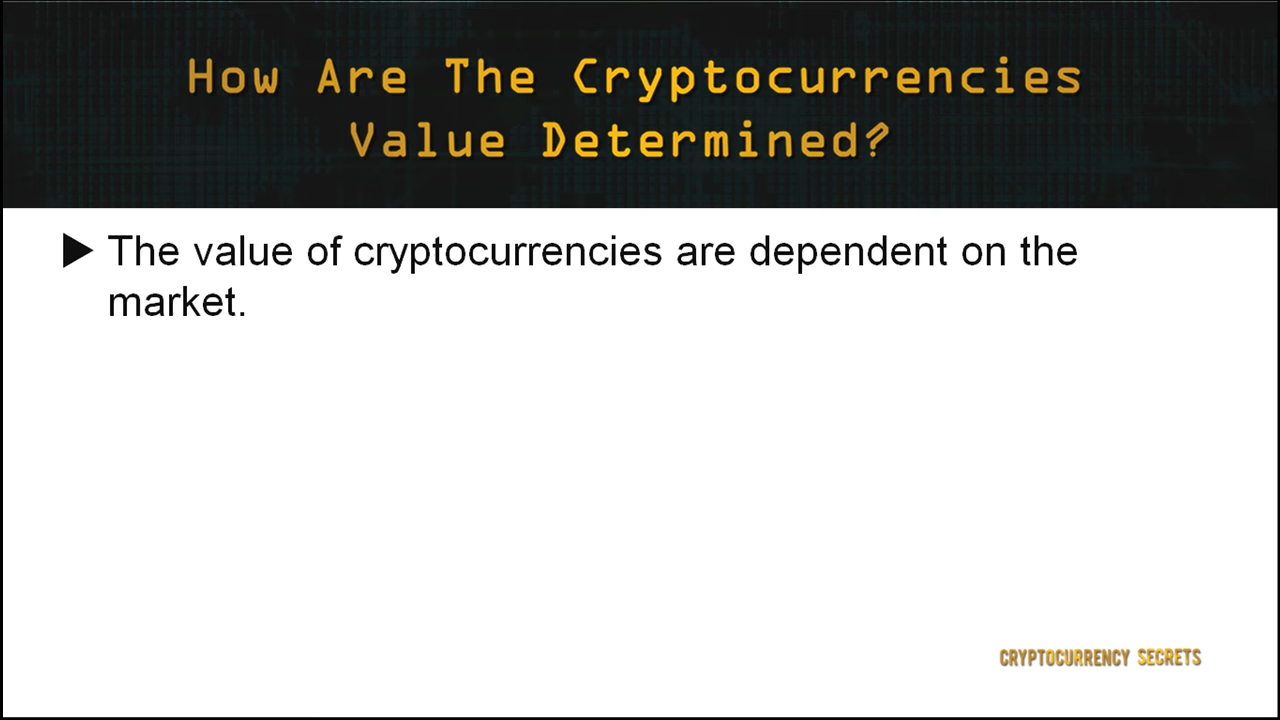 How Are The Cryptocurrencies
Value Determined?
The value of cryptocurrencies are dependent on the
market.
CRYPTOCURRENCY SECRETS